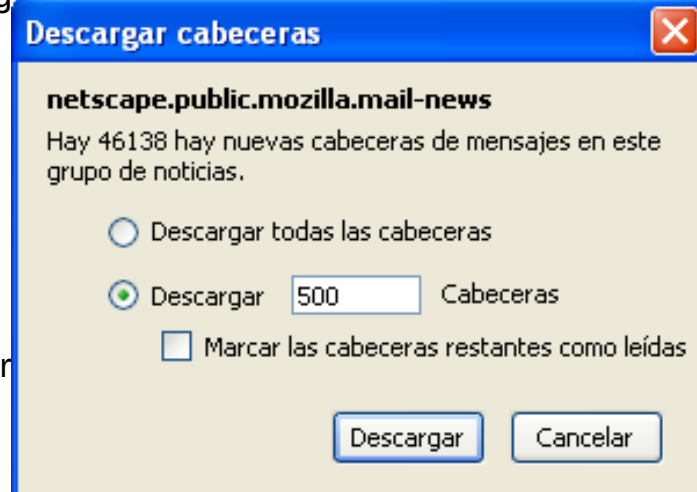 g
Descargar cabeceras
netscape.public.mozilla.mail-news
Hay 46138 hay nuevas cabeceras de mensajes en este
grupo de noticias.
Descargar todas las cabeceras
Descargar 500 Cabeceras
Marcar las cabeceras restantes como leídas
r
Descargar Cancelar